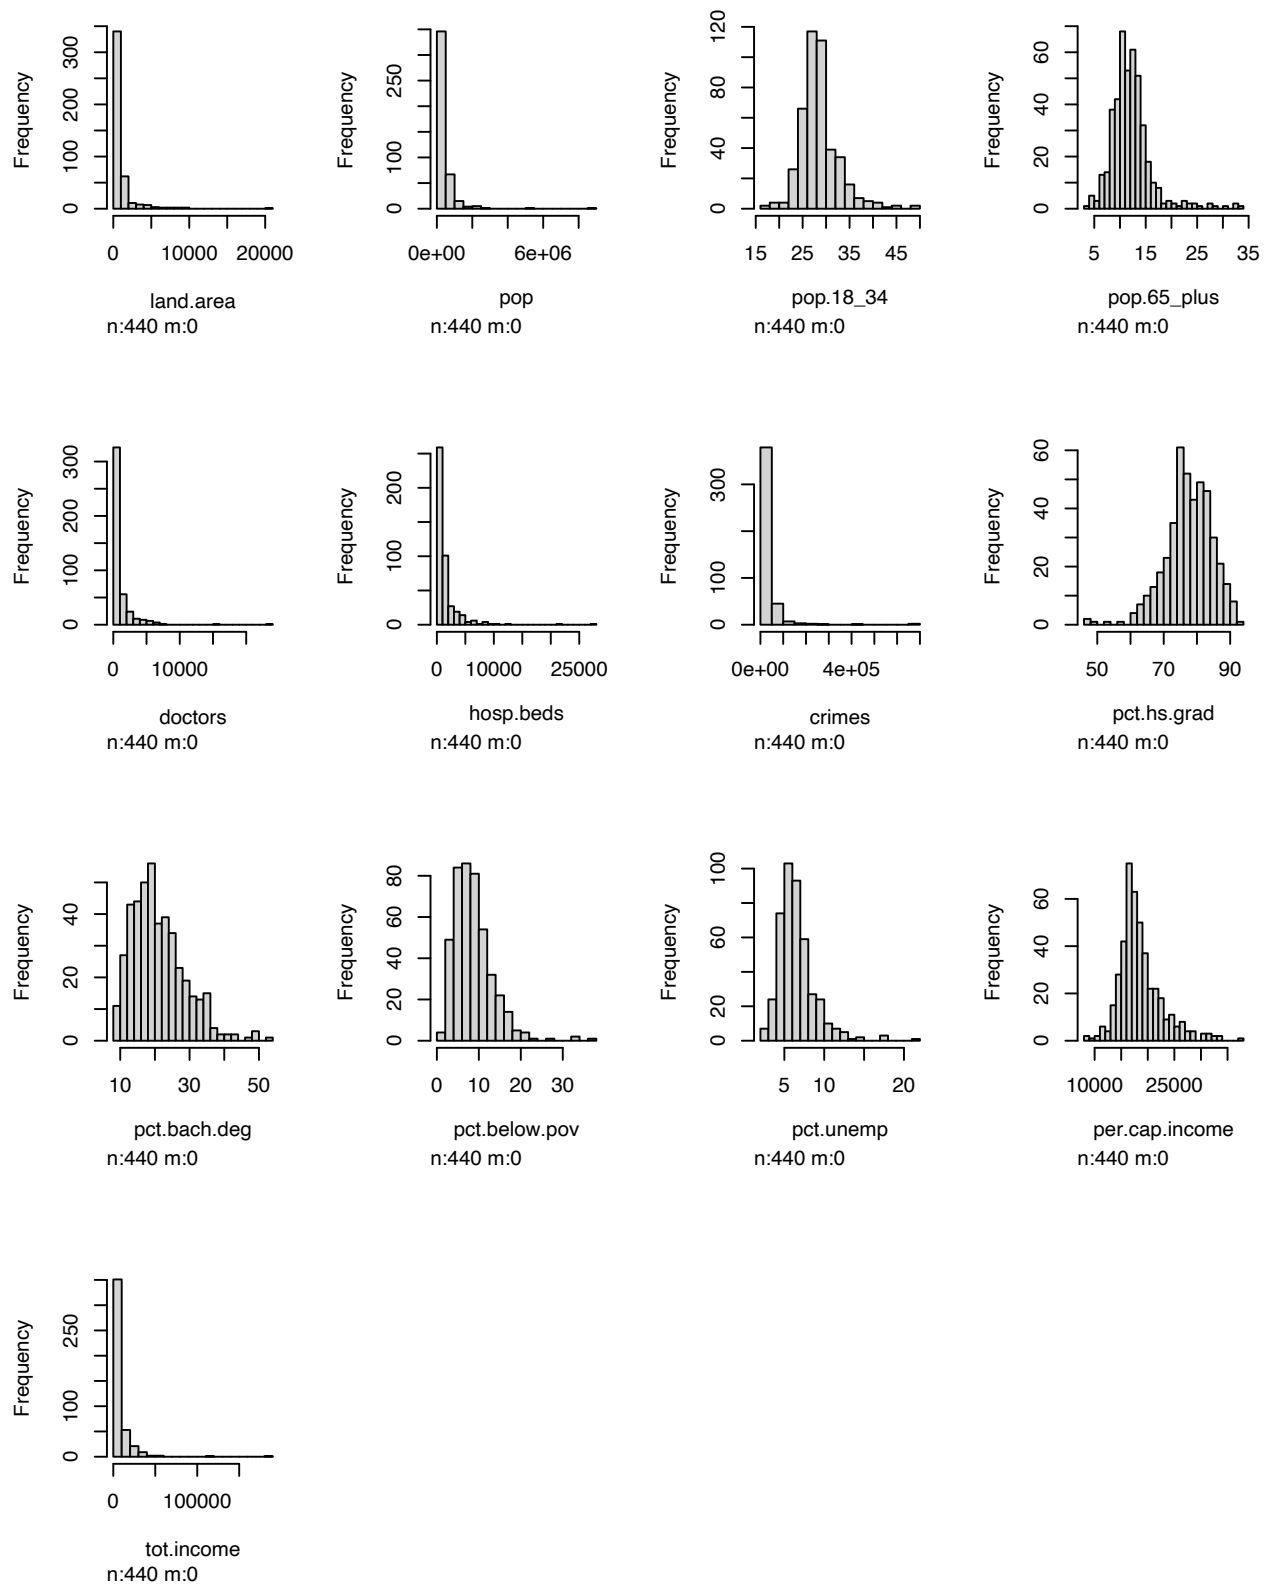 Frequency
0 100 200 300
0 10000 20000
land.area
n:440 m:0
Frequency
0 100 250
0e+00 6e+06
pop
n:440 m:0
Frequency
0 40 80 120
15 25 35 45
pop.18_34
n:440 m:0
Frequency
0 20 40 60
5 15 25 35
pop.65_plus
n:440 m:0
Frequency
0 100 200 300
0 10000
doctors
n:440 m:0
Frequency
0 100 200
0 10000 25000
hosp.beds
n:440 m:0
Frequency
0 100 300
0e+00 4e+05
crimes
n:440 m:0
Frequency
0 20 40 60
50 70 90
pct.hs.grad
n:440 m:0
Frequency
0 20 40
10 30 50
pct.bach.deg
n:440 m:0
Frequency
0 20 40 60 80
0 10 20 30
pct.below.pov
n:440 m:0
Frequency
0 20 60 100
5 10 20
pct.unemp
n:440 m:0
Frequency
0 20 40 60
10000 25000
per.cap.income
n:440 m:0
Frequency
0 100 250
0 100000
tot.income
n:440 m:0